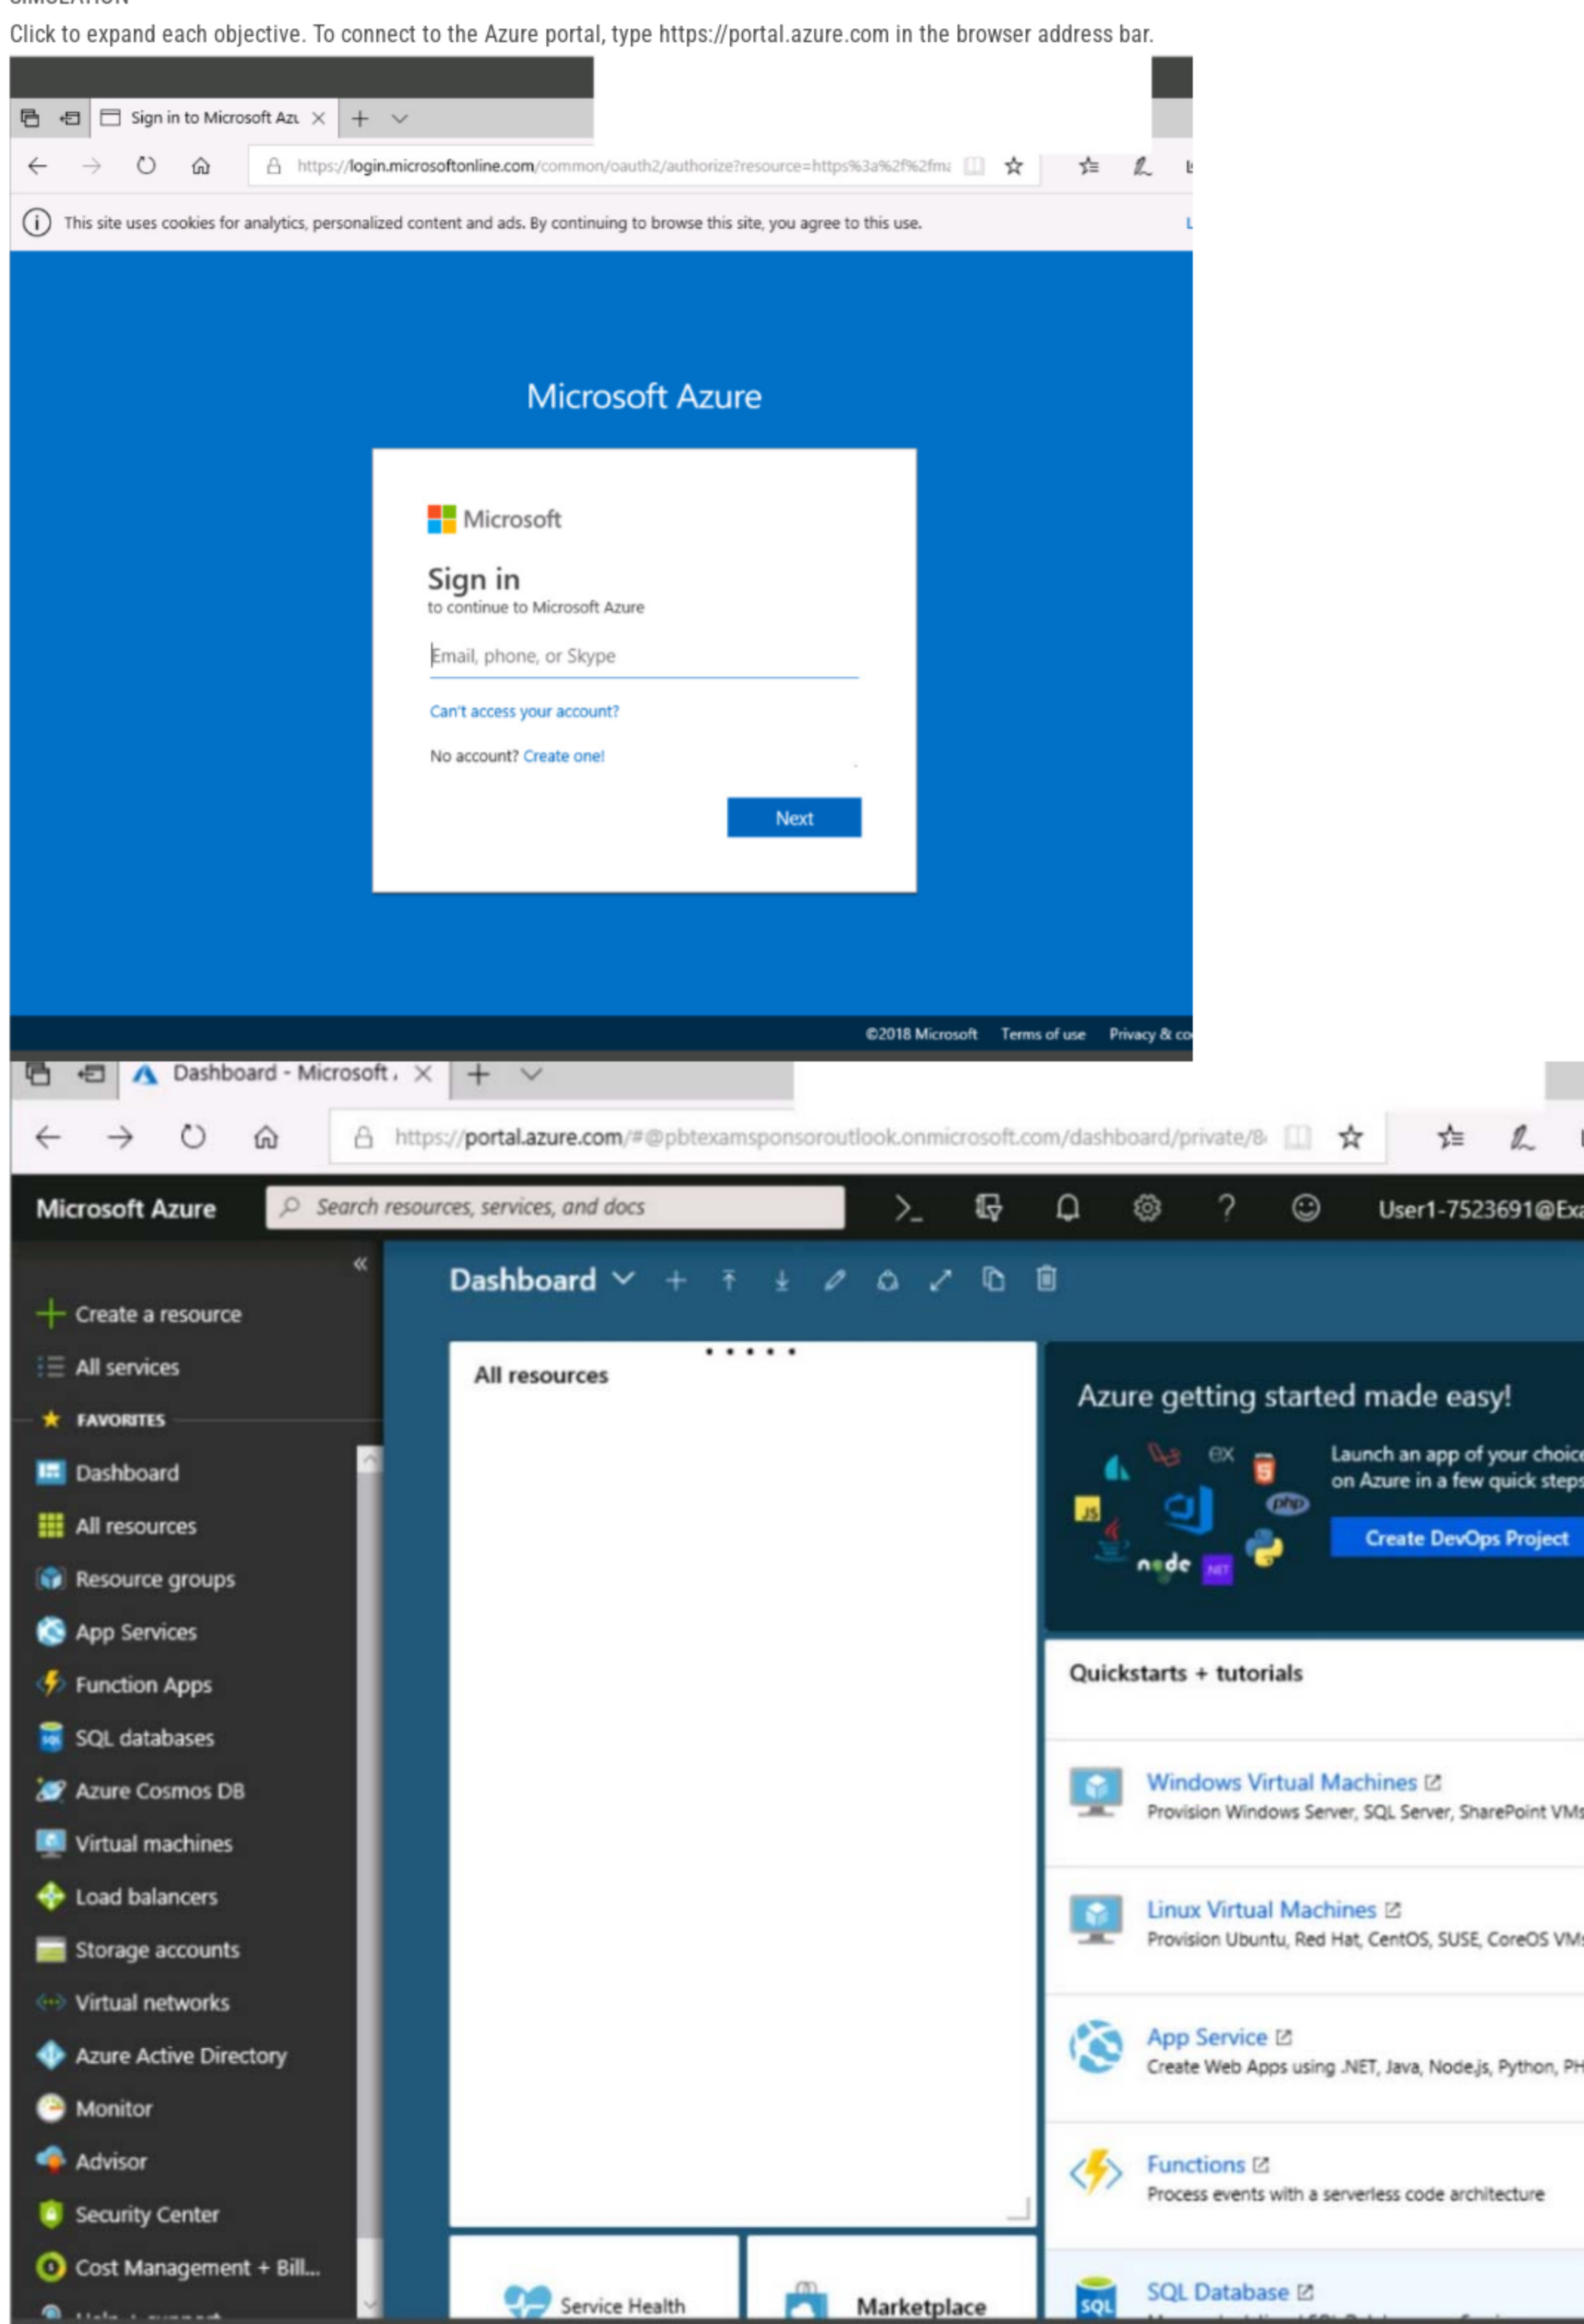 SIMULATION
Click to expand each objective. To connect to the Azure portal, type https://portal.azure.com in the browser address bar.
Sign in to Microsoft Azu
https://login.microsoftonline.com/common/oauth2/authorize?resource=https%3a%2f%2fma
This site uses cookies for analytics, personalized content and ads. By continuing to browse this site, you agree to this use.
L
Microsoft Azure
Microsoft
Sign in
to continue to Microsoft Azure
Email, phone, or Skype
Can't access your account?
No account? Create one!
Next
©2018 Microsoft Terms of use Privacy & co
Dashboard - Microsoft
https://portal.azure.com/#@pbtexamsponsoroutlook.onmicrosoft.com/dashboard/private/8
Microsoft Azure
Search resources, services, and docs
User1-7523691@Exa
Create a resource
All services
FAVORITES
Dashboard
All resources
Resource groups
App Services
Function Apps
SQL databases
Azure Cosmos DB
Virtual machines
Load balancers
Storage accounts
Virtual networks
Azure Active Directory
Monitor
Advisor
Security Center
Cost Management + Bill...
Dashboard
All resources
Azure getting started made easy!
Launch an app of your choice
on Azure in a few quick steps
Create DevOps Project
ex
JS
5
php
node
.NET
Quickstarts + tutorials
Windows Virtual Machines
Provision Windows Server, SQL Server, SharePoint VMs
Linux Virtual Machines
Provision Ubuntu, Red Hat, CentOS, SUSE, CoreOS VMs
App Service
Create Web Apps using .NET, Java, Node.js, Python, PH
Functions
Process events with a serverless code architecture
SQL Database
SQL
Service Health
Marketplace